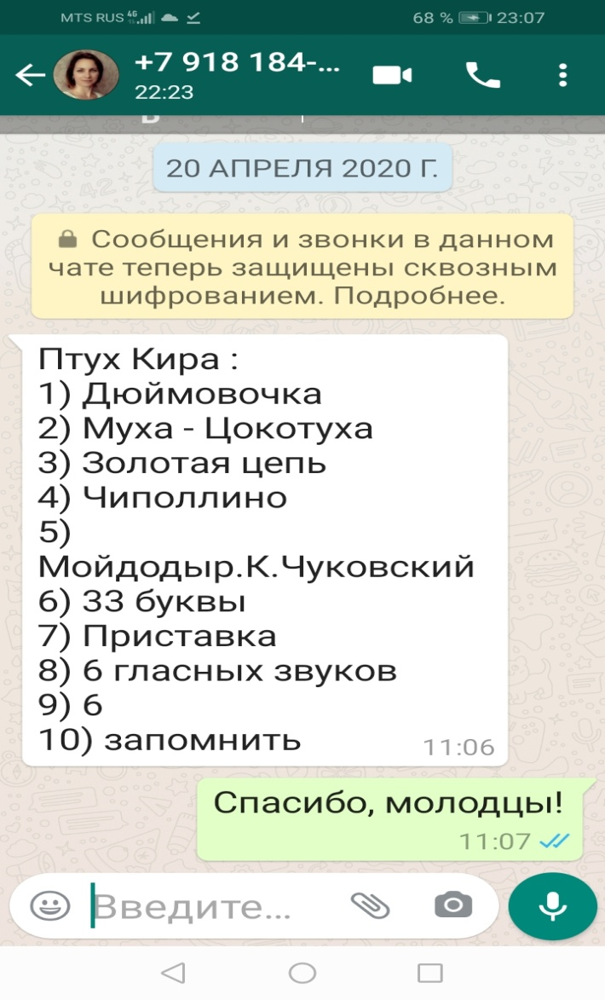 MTS RUS 4G 68 % 23:07
+7 918 184-...
22:23
20 АПРЕЛЯ 2020 Г.
Сообщения и звонки в данном
чате теперь защищены сквозным
шифрованием. Подробнее.
Птух Кира :
1) Дюймовочка
2) Муха - Цокотуха
3) Золотая цепь
4) Чиполлино
5)
Мойдодыр.К.Чуковский
6) 33 буквы
7) Приставка
8) 6 гласных звуков
9) 6
10) запомнить
11:06
Спасибо, молодцы!
11:07
Введите...